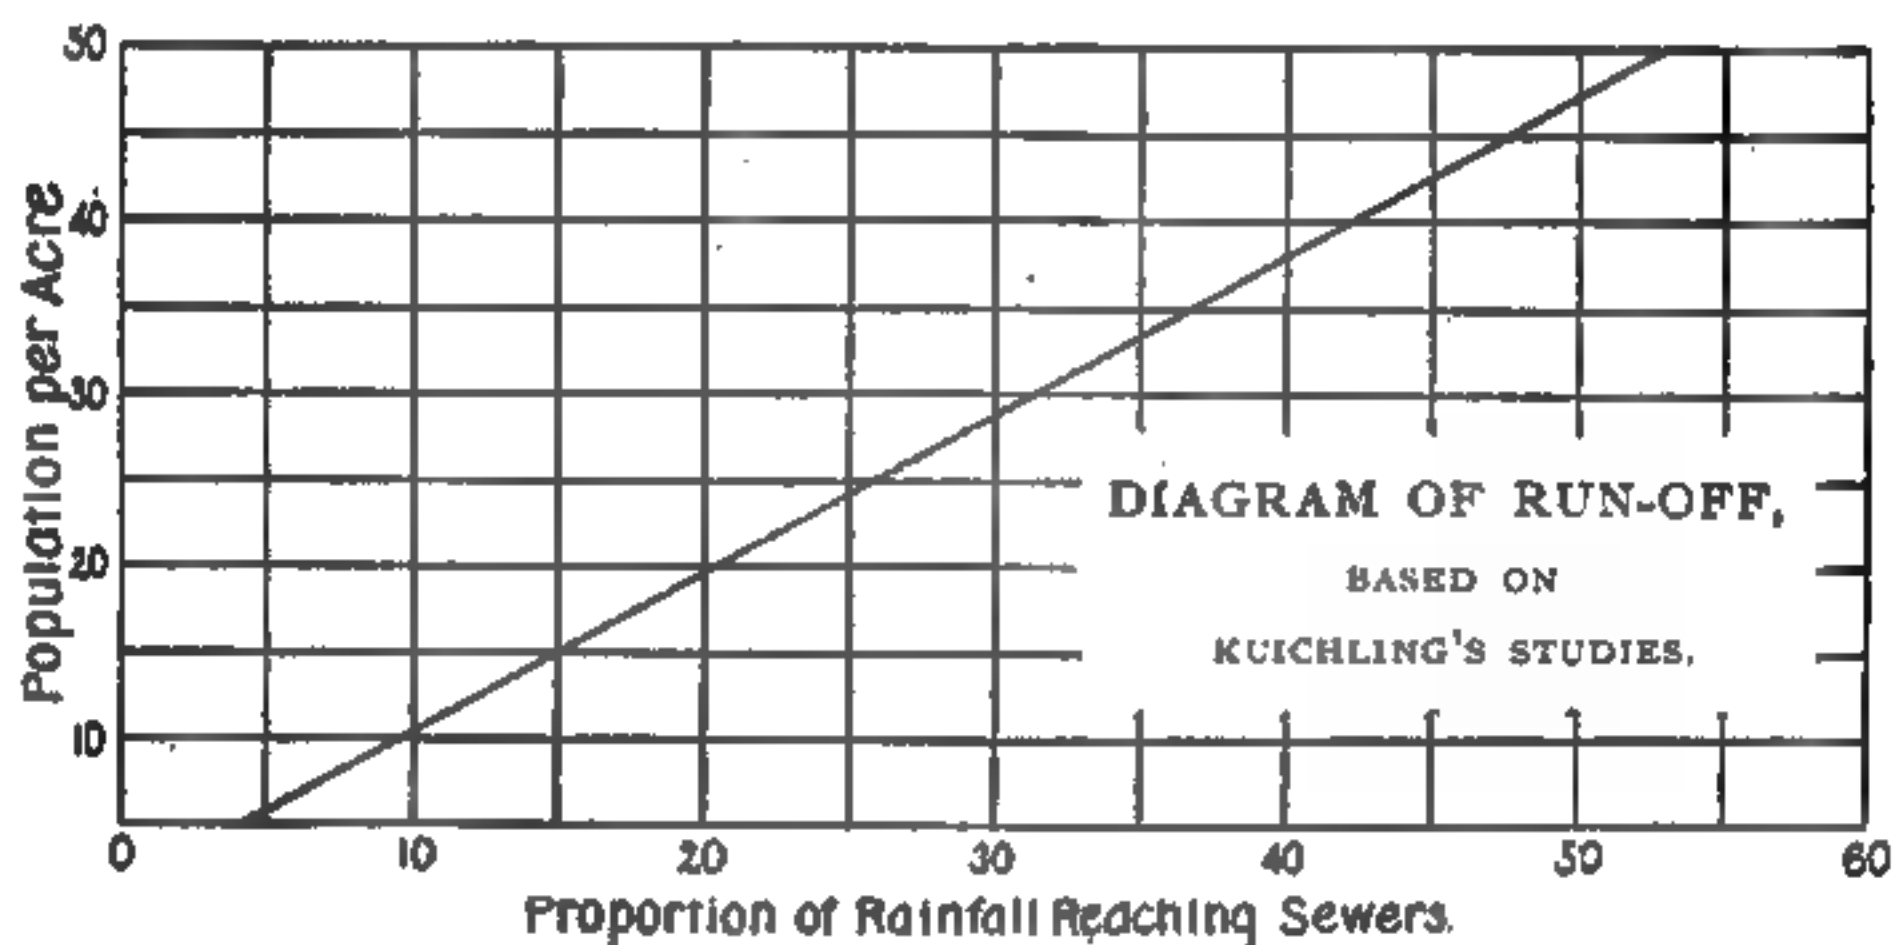 50
40
30
20
10
Population per Acre
0 10 20 30 40 50 60
Proportion of Rainfall Reaching Sewers.
DIAGRAM OF RUN-OFF,
BASED ON
KUICHLING'S STUDIES.